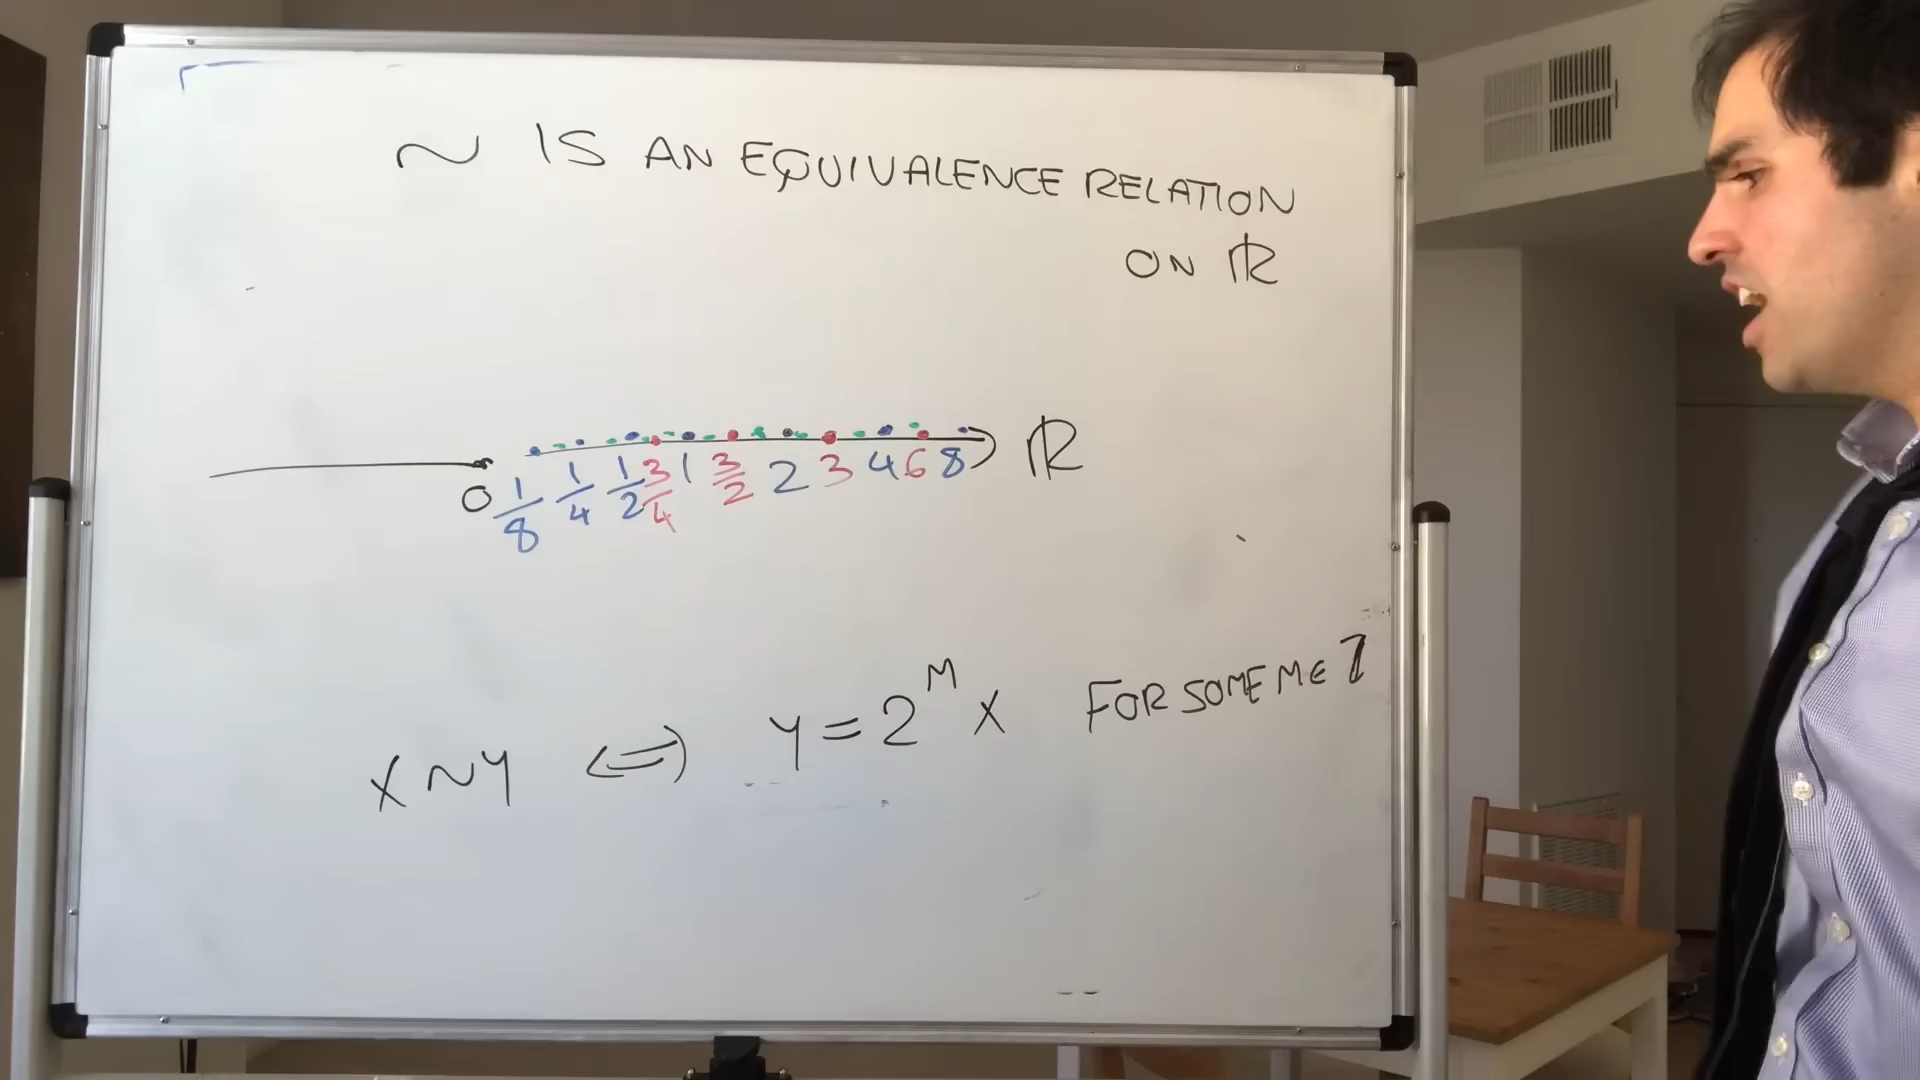 ~ IS AN EQUIVALENCE RELATION
ON ℝ
0 1/8 1/4 1/2 3/4 1 3/2 2 3 4 6 8 ℝ
x ~ y ⇔ y = 2^M x FOR SOME M ∈ ℤ